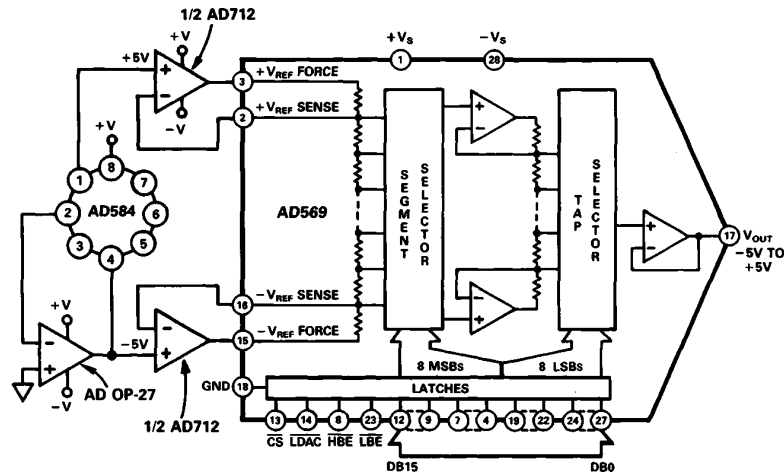 1/2 AD712
+V
+5V
+
−
−V
+V
8
1
7
2
AD584
6
3
5
4
+V
−
+
−V
AD OP-27
−5V
−
+
1/2 AD712
+VS
−VS
1
28
3
+VREF FORCE
2
+VREF SENSE
AD569
SEGMENT
SELECTOR
+
−
−
+
TAP
SELECTOR
+
−
17
VOUT
−5V TO
+5V
16
−VREF SENSE
15
−VREF FORCE
8 MSBs
8 LSBs
GND
18
LATCHES
13
14
8
23
12
9
7
4
19
22
24
27
CS
LDAC
HBE
LBE
DB15
DB0